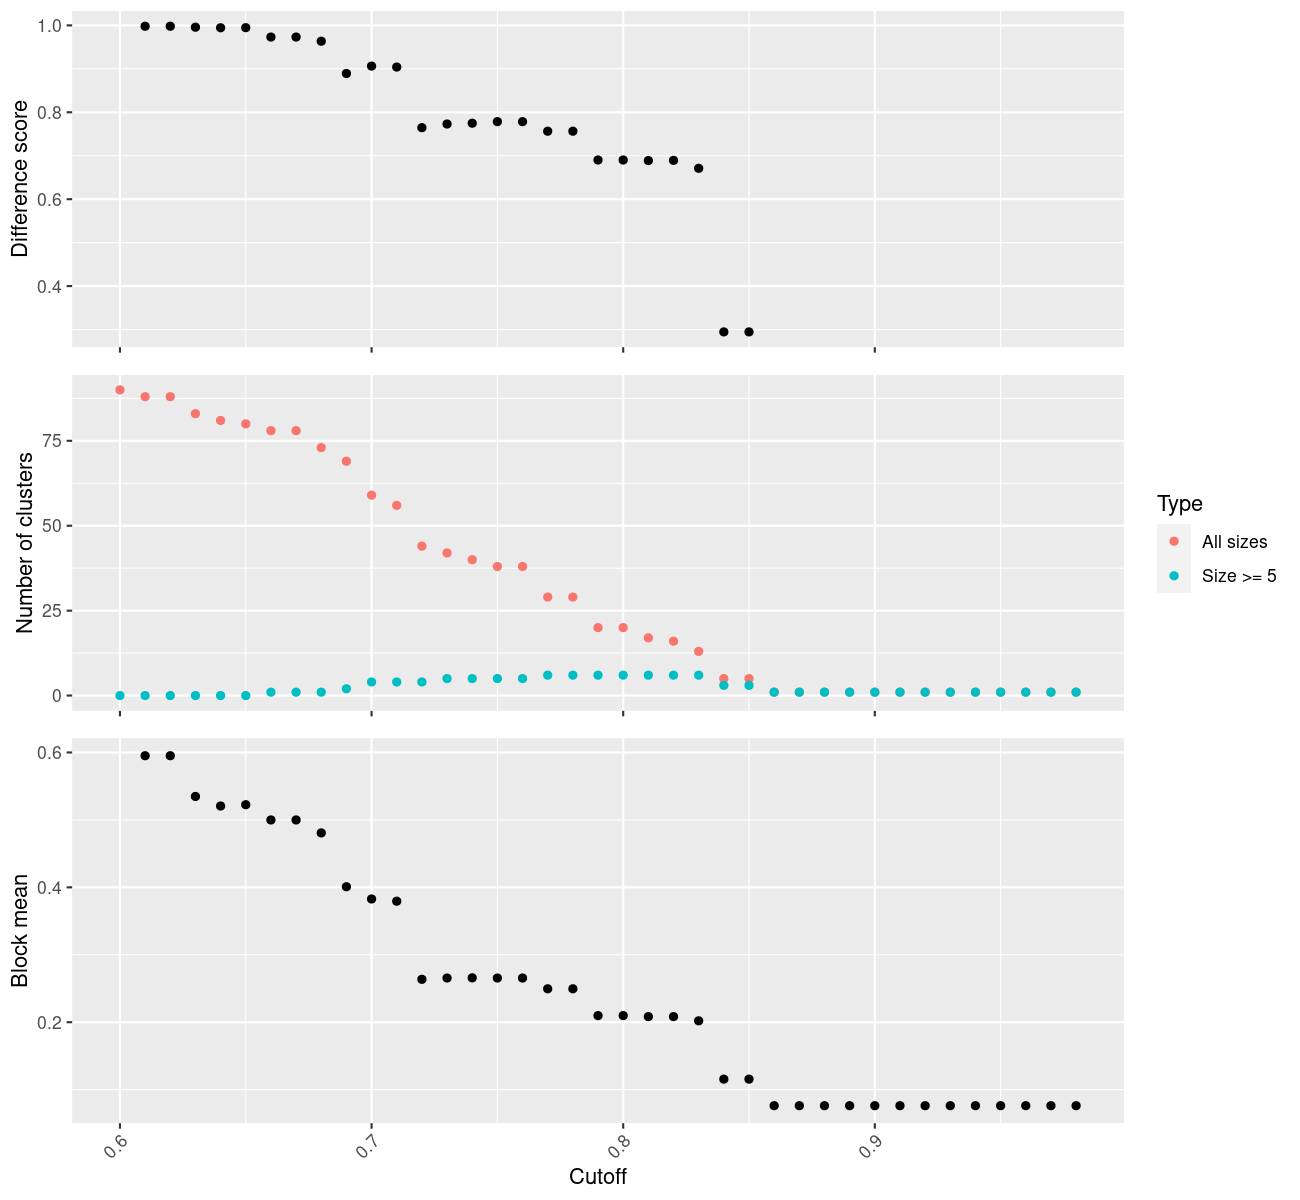 1.0
0.8
0.6
0.4
Difference score
75
50
25
0
Number of clusters
Type
All sizes
Size >= 5
0.6
0.4
0.2
Block mean
0.6
0.7
0.8
0.9
Cutoff